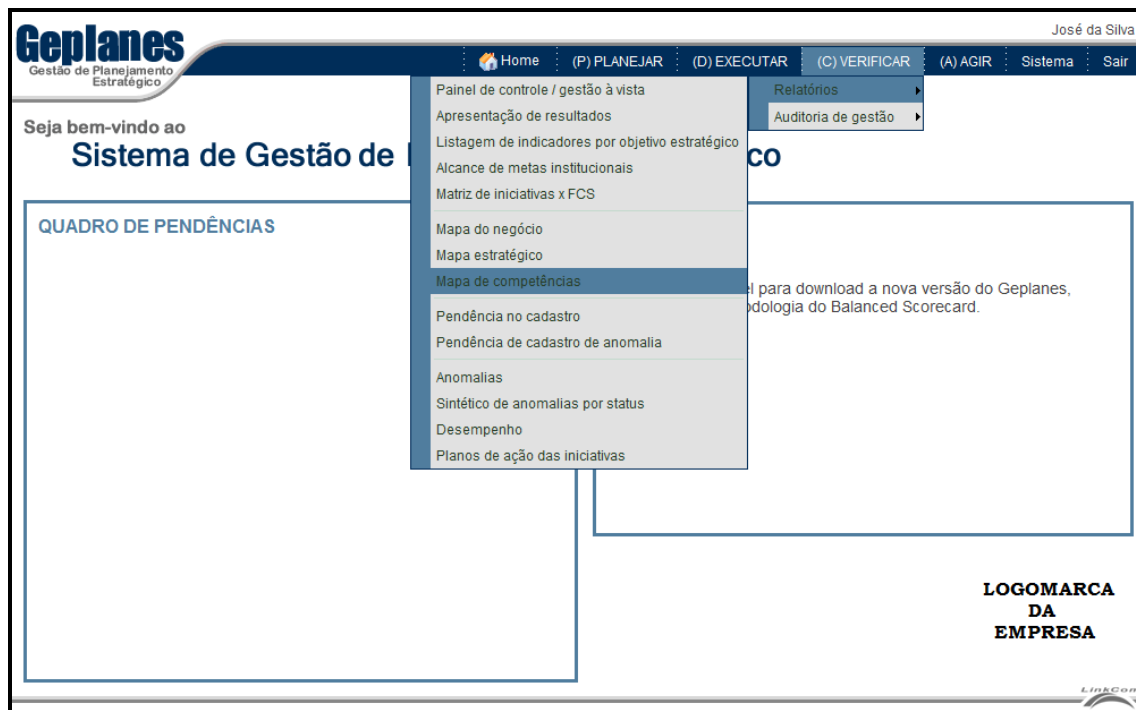 Geplanes
Gestão de Planejamento
Estratégico
José da Silva
Home (P) PLANEJAR (D) EXECUTAR (C) VERIFICAR (A) AGIR Sistema Sair
Relatórios
Auditoria de gestão
Painel de controle / gestão à vista
Apresentação de resultados
Listagem de indicadores por objetivo estratégico
Alcance de metas institucionais
Matriz de iniciativas x FCS
Mapa do negócio
Mapa estratégico
Mapa de competências
Pendência no cadastro
Pendência de cadastro de anomalia
Anomalias
Sintético de anomalias por status
Desempenho
Planos de ação das iniciativas
Seja bem-vindo ao
Sistema de Gestão de
co
QUADRO DE PENDÊNCIAS
el para download a nova versão do Geplanes,
odologia do Balanced Scorecard.
LOGOMARCA
DA
EMPRESA
LinkCom